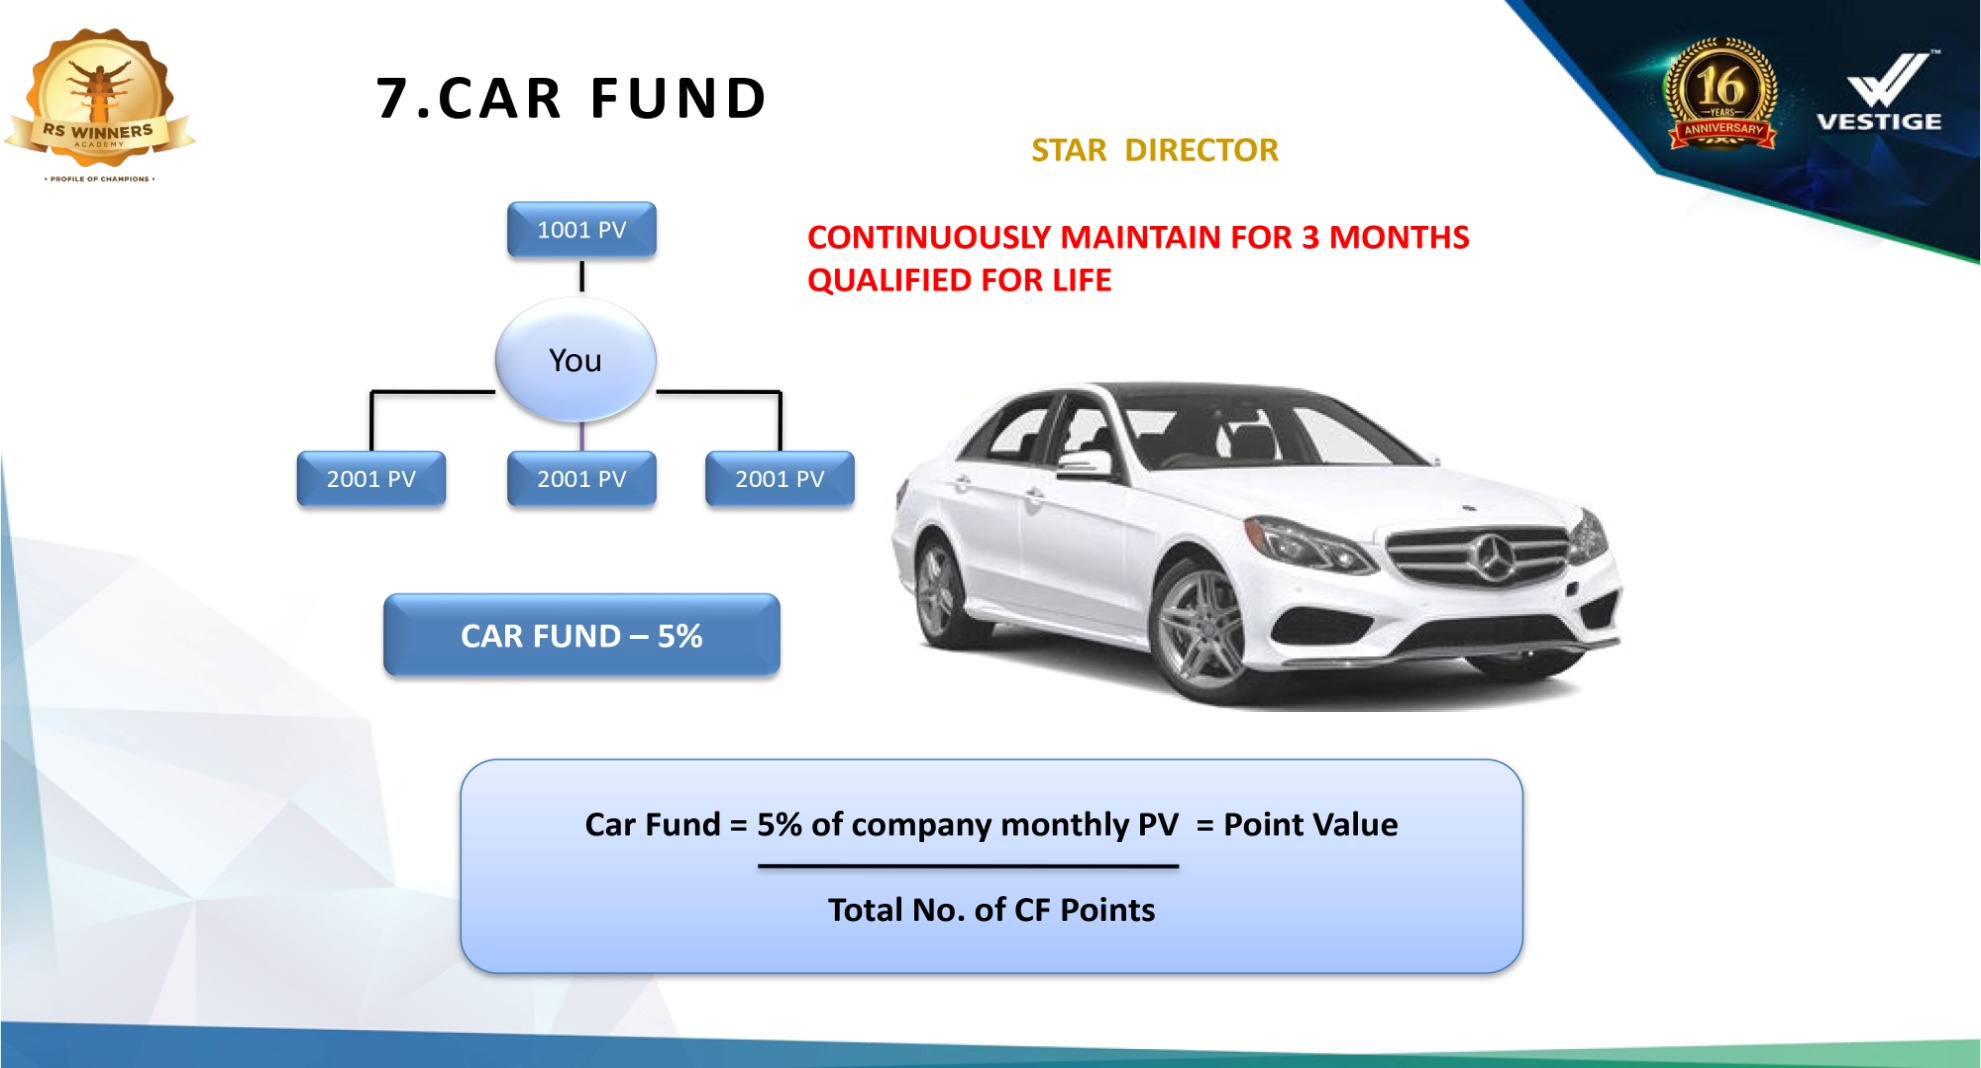 RS WINNERS
ACADEMY
• PROFILE OF CHAMPIONS •
7.CAR FUND
16
YEARS
ANNIVERSARY
VESTIGE™
STAR DIRECTOR
1001 PV
CONTINUOUSLY MAINTAIN FOR 3 MONTHS
QUALIFIED FOR LIFE
You
2001 PV
2001 PV
2001 PV
CAR FUND – 5%
Car Fund = 5% of company monthly PV = Point Value
Total No. of CF Points